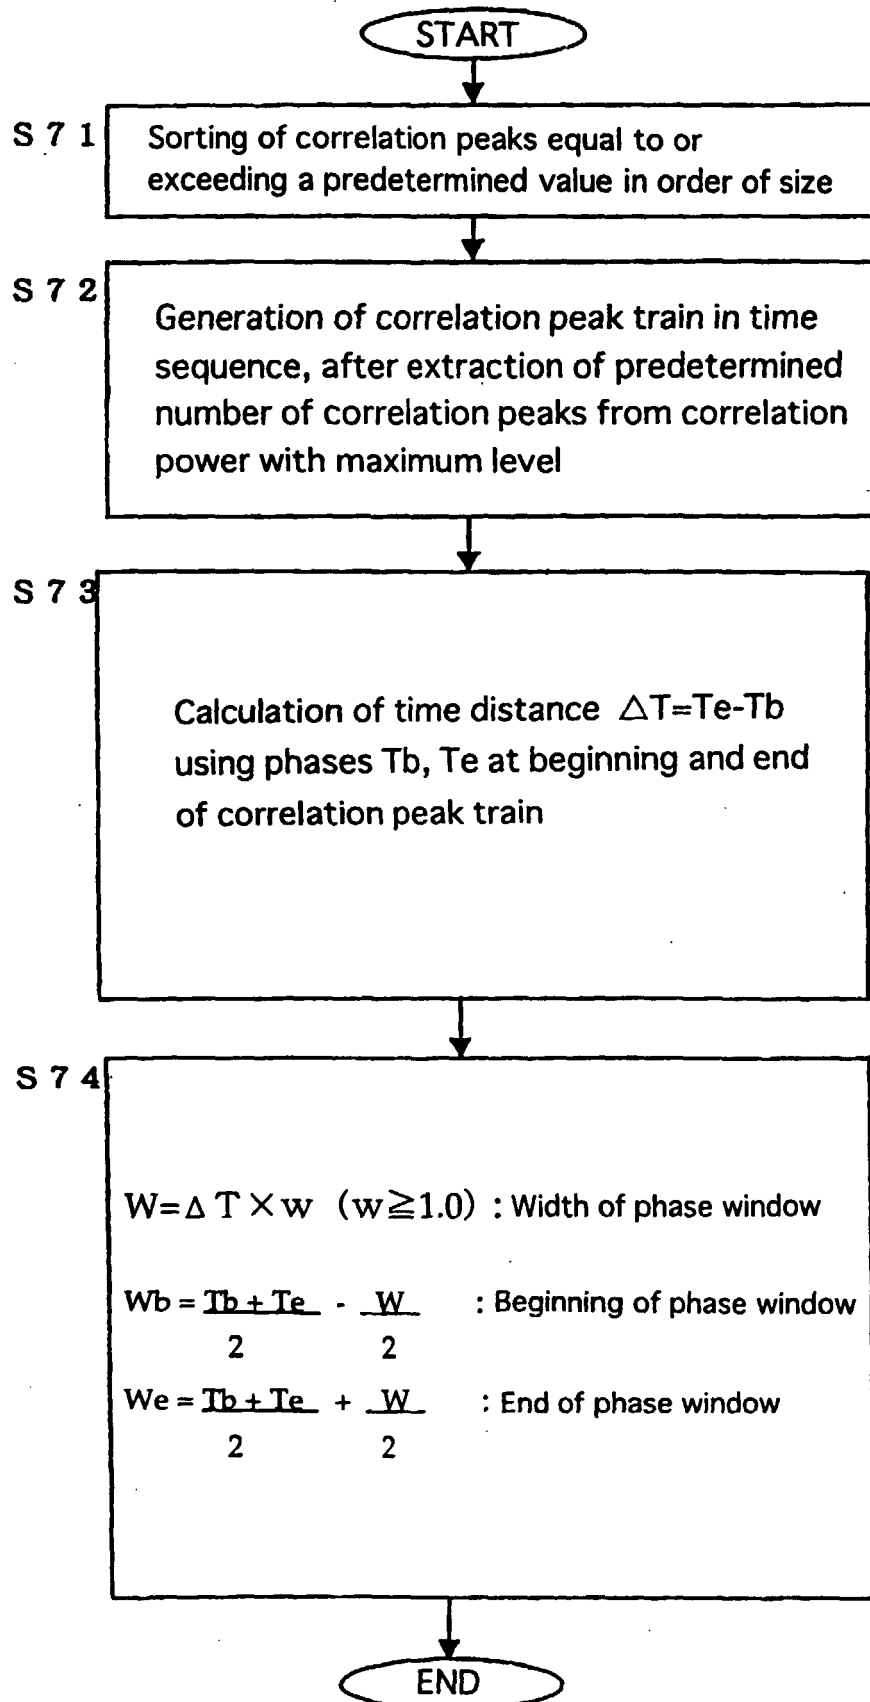 START
S 7 1
Sorting of correlation peaks equal to or
exceeding a predetermined value in order of size
S 7 2
Generation of correlation peak train in time
sequence, after extraction of predetermined
number of correlation peaks from correlation
power with maximum level
S 7 3
Calculation of time distance △T=Te-Tb
using phases Tb, Te at beginning and end
of correlation peak train
S 7 4
W=Δ T×w (w≧1.0) : Width of phase window
Wb = Tb + Te - W : Beginning of phase window
2 2
We = Tb + Te + W : End of phase window
2 2
END